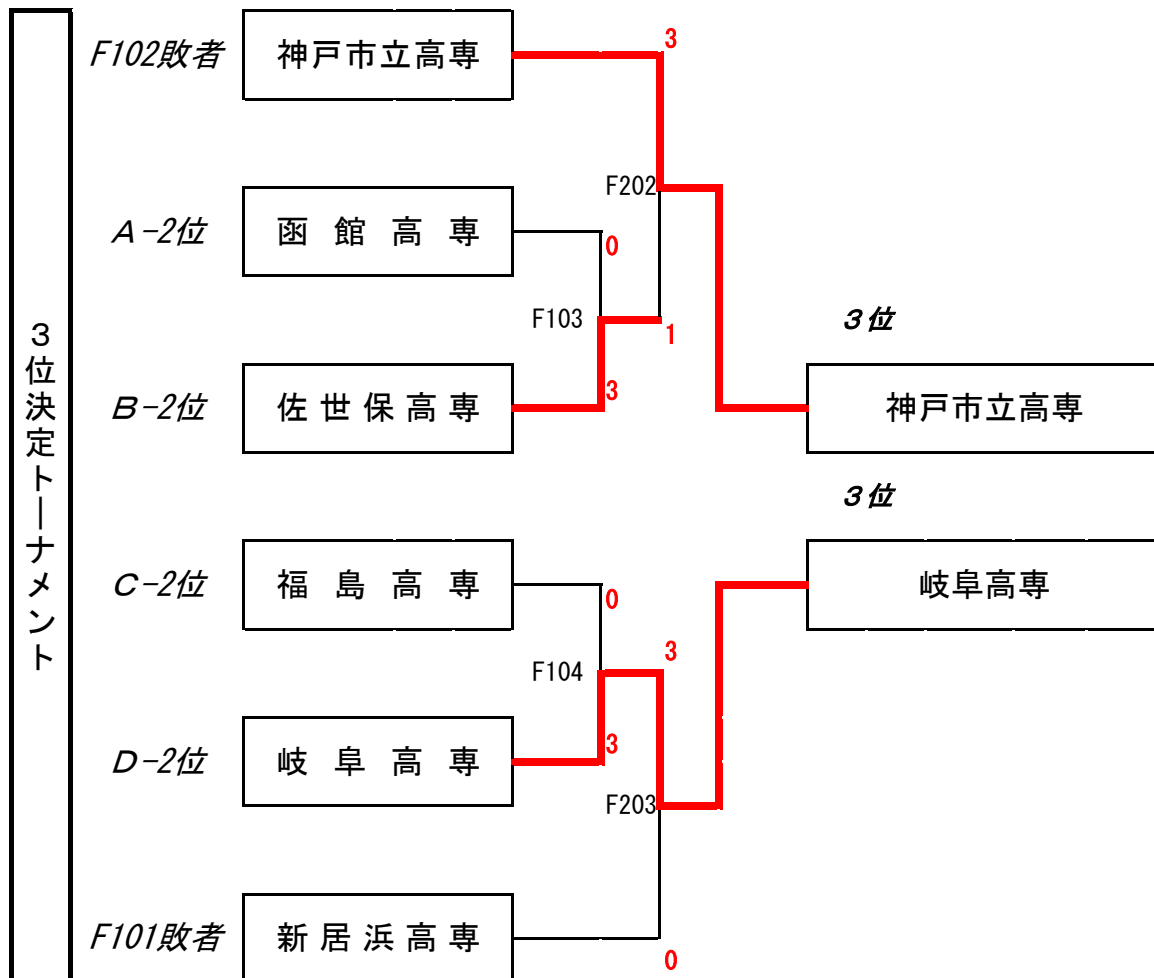 3位決定トーナメント
F102敗者
神戸市立高専
3
F202
A-2位
函館高専
0
F103
1
B-2位
佐世保高専
3
3位
神戸市立高専
3位
岐阜高専
C-2位
福島高専
0
F104
3
D-2位
岐阜高専
3
F203
F101敗者
新居浜高専
0